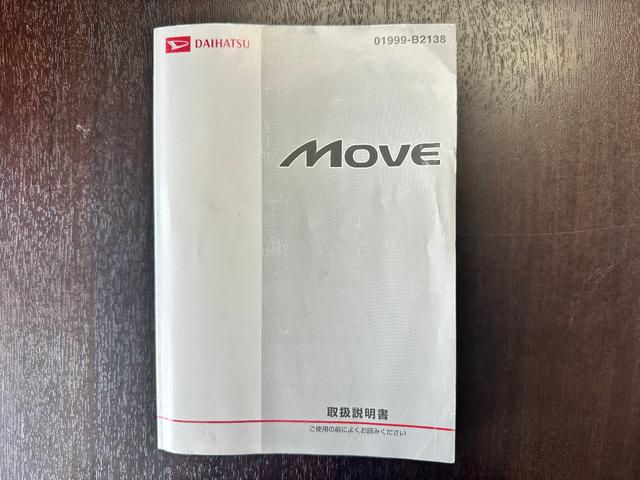 DAIHATSU
01999-B2138
MOVE
取扱説明書
ご使用の前によくお読みください